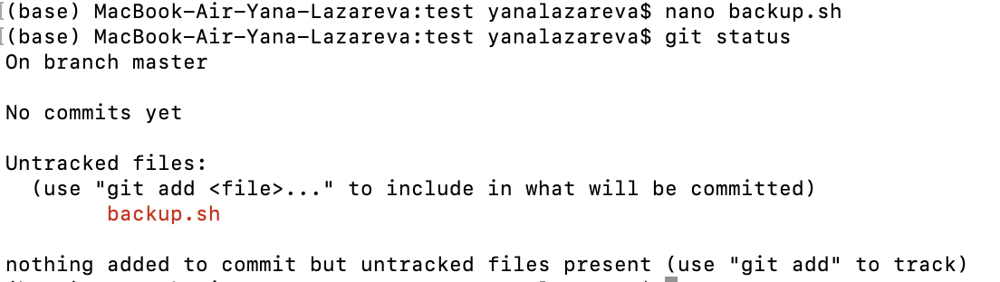 (base) MacBook-Air-Yana-Lazareva:test yanalazareva$ nano backup.sh
(base) MacBook-Air-Yana-Lazareva:test yanalazareva$ git status
On branch master
No commits yet
Untracked files:
(use "git add <file>..." to include in what will be committed)
backup.sh
nothing added to commit but untracked files present (use "git add" to track)